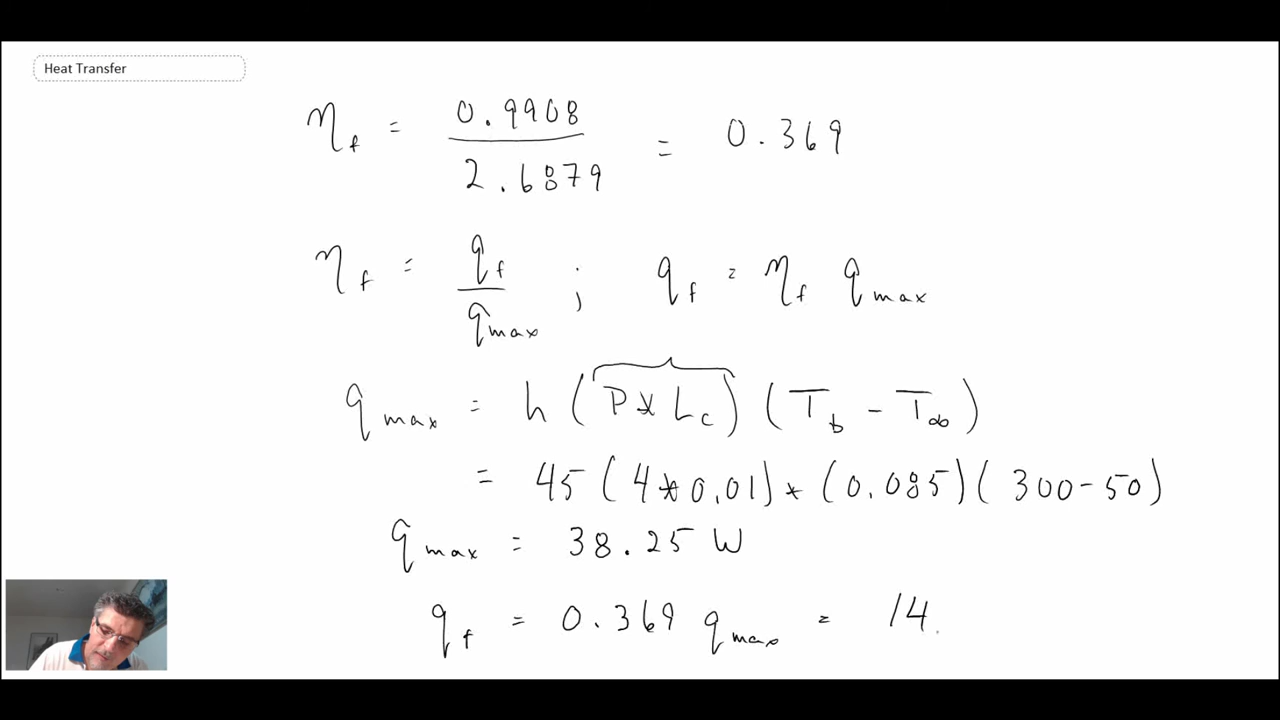 Heat Transfer
η_f = 0.9908 / 2.6879 = 0.369
η_f = q_f / q_max ; q_f = η_f q_max
q_max = h (P * L_c) (T_b - T_∞)
= 45 (4*0.01) * (0.085) (300-50)
q_max = 38.25 W
q_f = 0.369 q_max = 14.